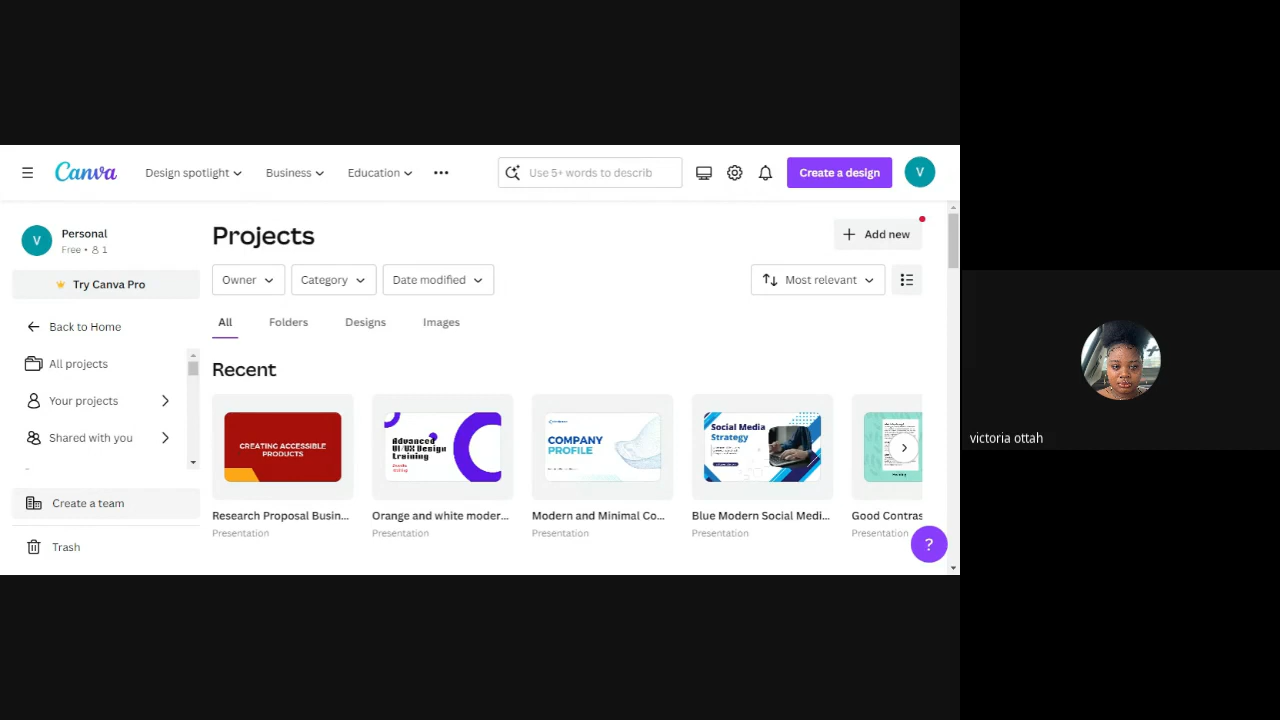 Canva
Design spotlight
Business
Education
Use 5+ words to describ
Create a design
V
V
Personal
Free • 1
Try Canva Pro
Back to Home
All projects
Your projects
Shared with you
Create a team
Trash
Projects
+ Add new
Owner
Category
Date modified
Most relevant
All
Folders
Designs
Images
Recent
CREATING ACCESSIBLE
PRODUCTS
Advanced
UI/UX Design
Training
COMPANY
PROFILE
Social Media
Strategy
Research Proposal Busin...
Orange and white moder...
Modern and Minimal Co...
Blue Modern Social Medi...
Good Contras
Presentation
Presentation
Presentation
Presentation
Presentation
?
victoria ottah